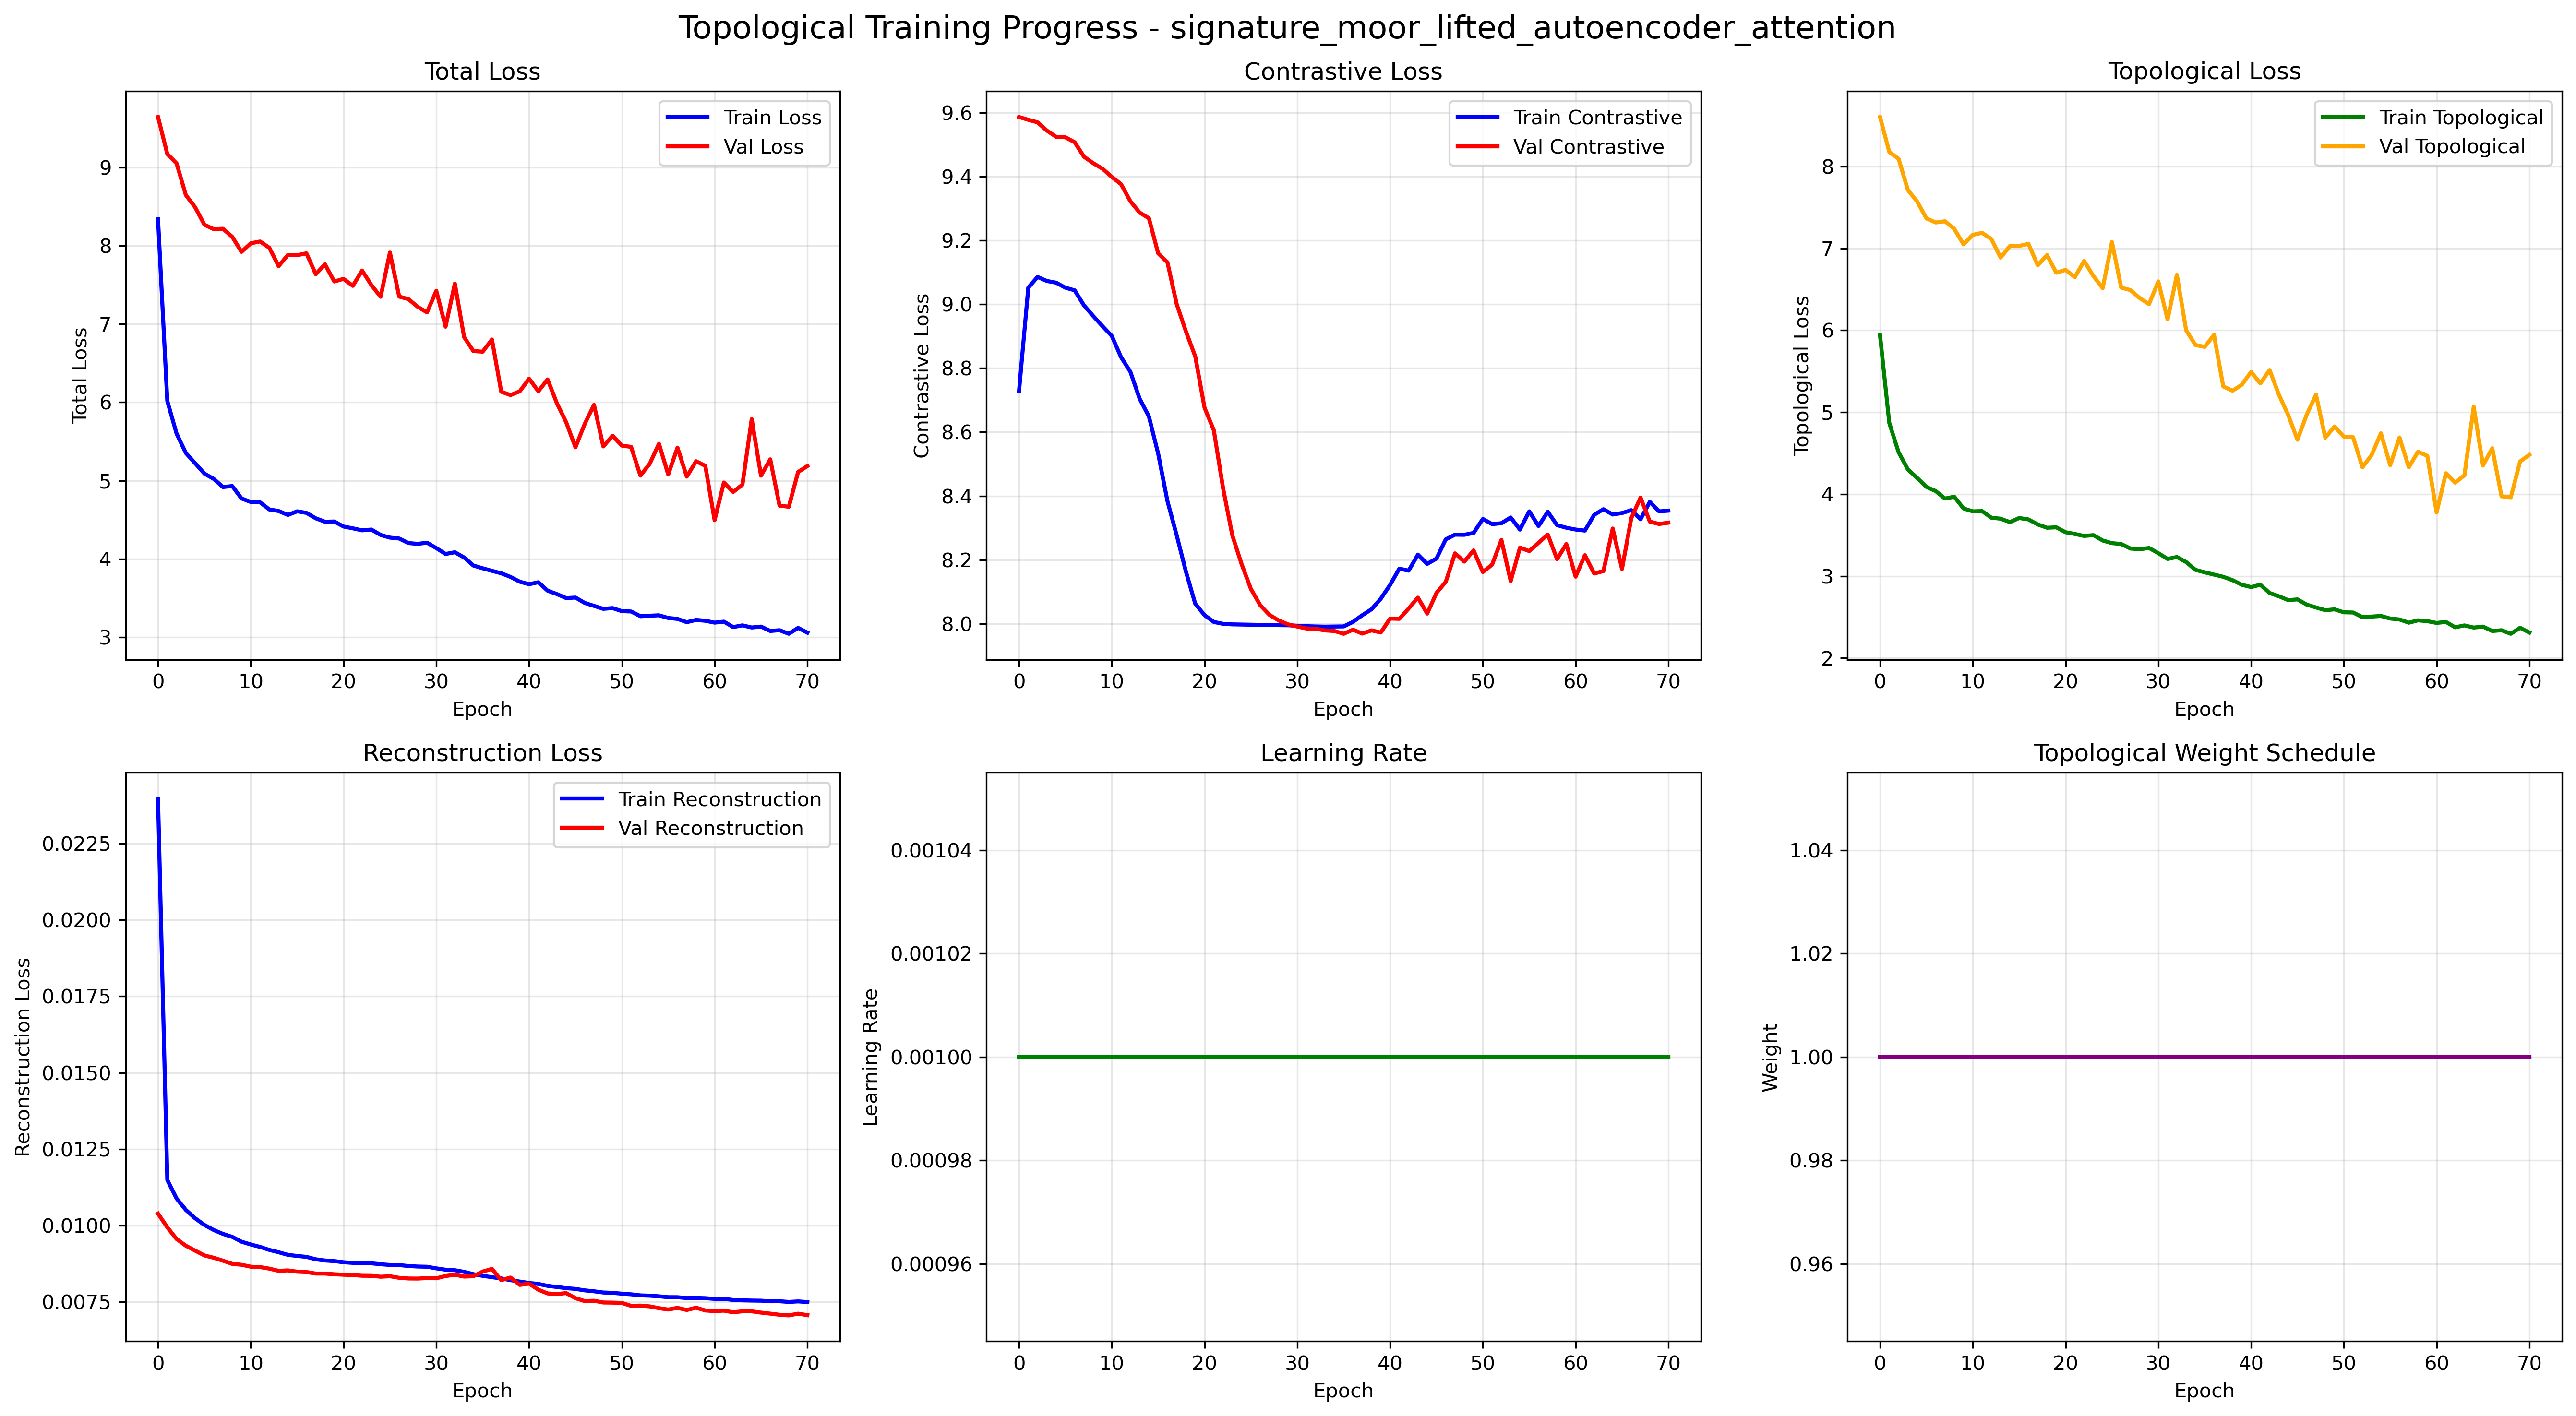 Topological Training Progress - signature_moor_lifted_autoencoder_attention
Total Loss
Train Loss
Val Loss
Total Loss
9
8
7
6
5
4
3
0 10 20 30 40 50 60 70
Epoch
Contrastive Loss
Train Contrastive
Val Contrastive
Contrastive Loss
9.6
9.4
9.2
9.0
8.8
8.6
8.4
8.2
8.0
0 10 20 30 40 50 60 70
Epoch
Topological Loss
Train Topological
Val Topological
Topological Loss
8
7
6
5
4
3
2
0 10 20 30 40 50 60 70
Epoch
Reconstruction Loss
Train Reconstruction
Val Reconstruction
Reconstruction Loss
0.0225
0.0200
0.0175
0.0150
0.0125
0.0100
0.0075
0 10 20 30 40 50 60 70
Epoch
Learning Rate
Learning Rate
0.00104
0.00102
0.00100
0.00098
0.00096
0 10 20 30 40 50 60 70
Epoch
Topological Weight Schedule
Weight
1.04
1.02
1.00
0.98
0.96
0 10 20 30 40 50 60 70
Epoch